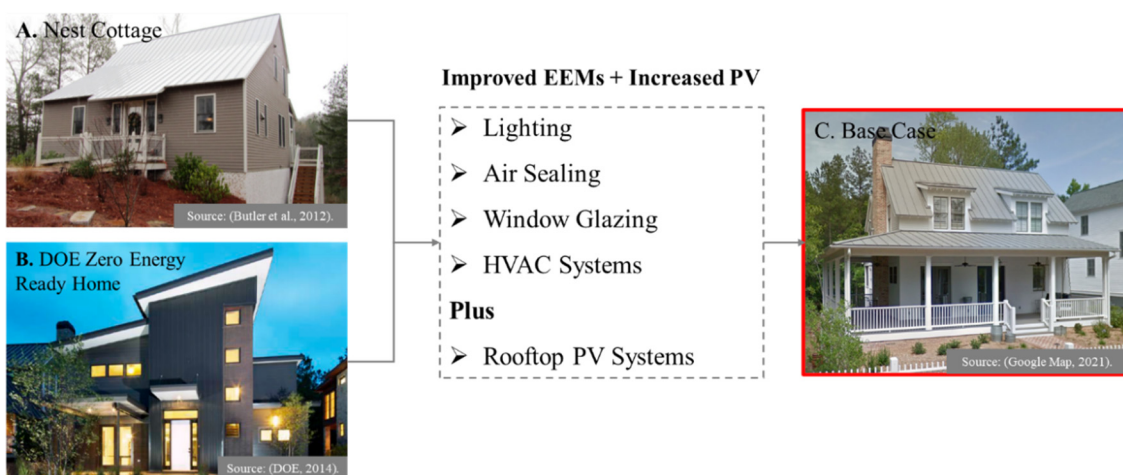 A. Nest Cottage
Source: (Butler et al., 2012).
B. DOE Zero Energy
Ready Home
Source: (DOE, 2014).
Improved EEMs + Increased PV
➢ Lighting
➢ Air Sealing
➢ Window Glazing
➢ HVAC Systems
Plus
➢ Rooftop PV Systems
C. Base Case
Source: (Google Map, 2021).